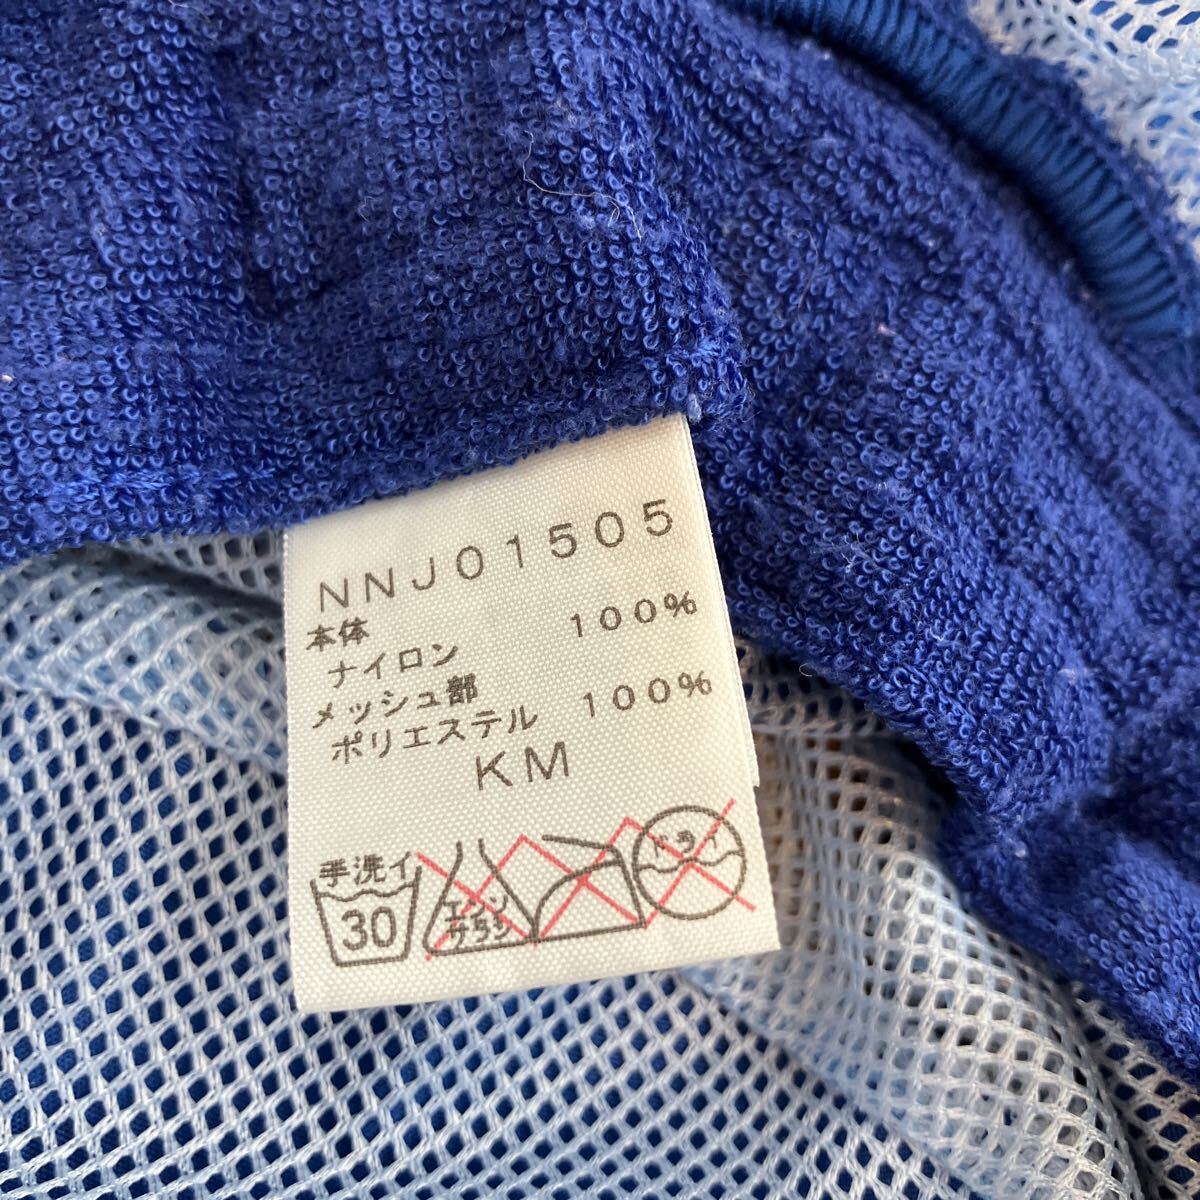 NNJ01505
本体
ナイロン 100%
メッシュ部
ポリエステル 100%
KM
手洗イ
30
エンソ
サラシ
ドライ